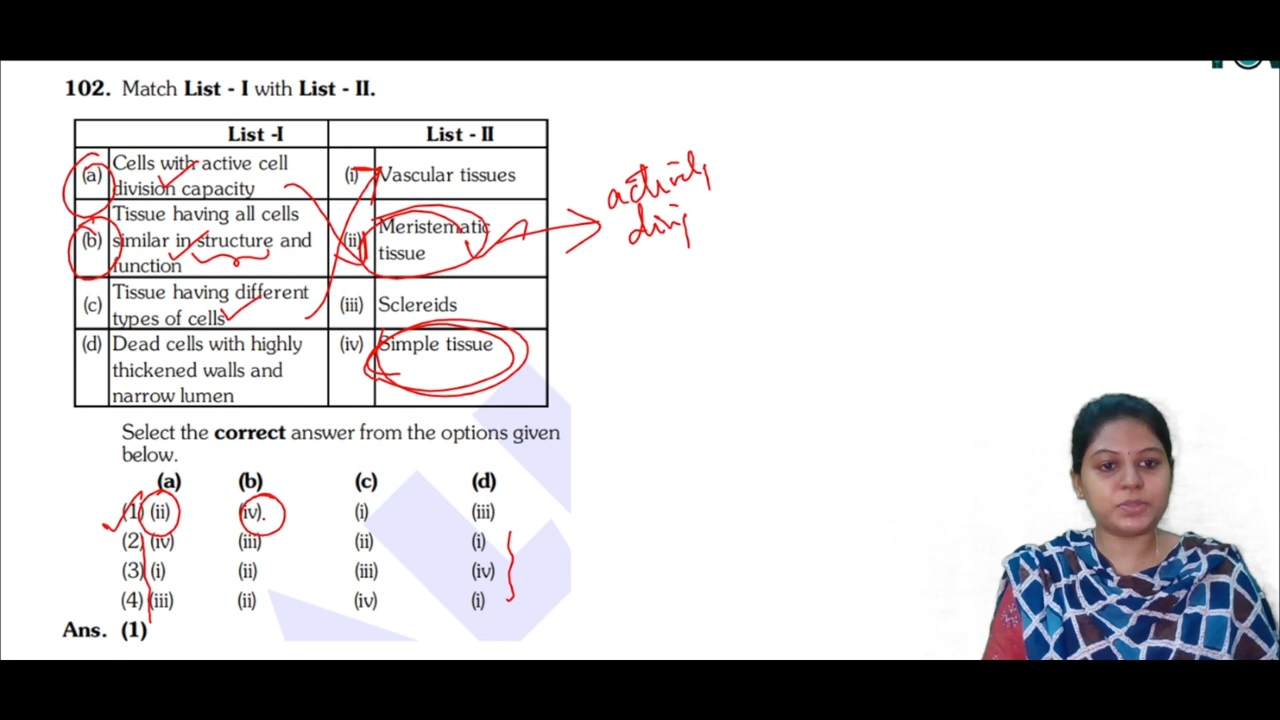 102. Match List - I with List - II.
List -I List - II
(a) Cells with active cell division capacity (i) Vascular tissues
(b) Tissue having all cells similar in structure and function (ii) Meristematic tissue
(c) Tissue having different types of cells (iii) Sclereids
(d) Dead cells with highly thickened walls and narrow lumen (iv) Simple tissue
Select the correct answer from the options given
below.
(a) (b) (c) (d)
(1) (ii) (iv) (i) (iii)
(2) (iv) (iii) (ii) (i)
(3) (i) (ii) (iii) (iv)
(4) (iii) (ii) (iv) (i)
Ans. (1)